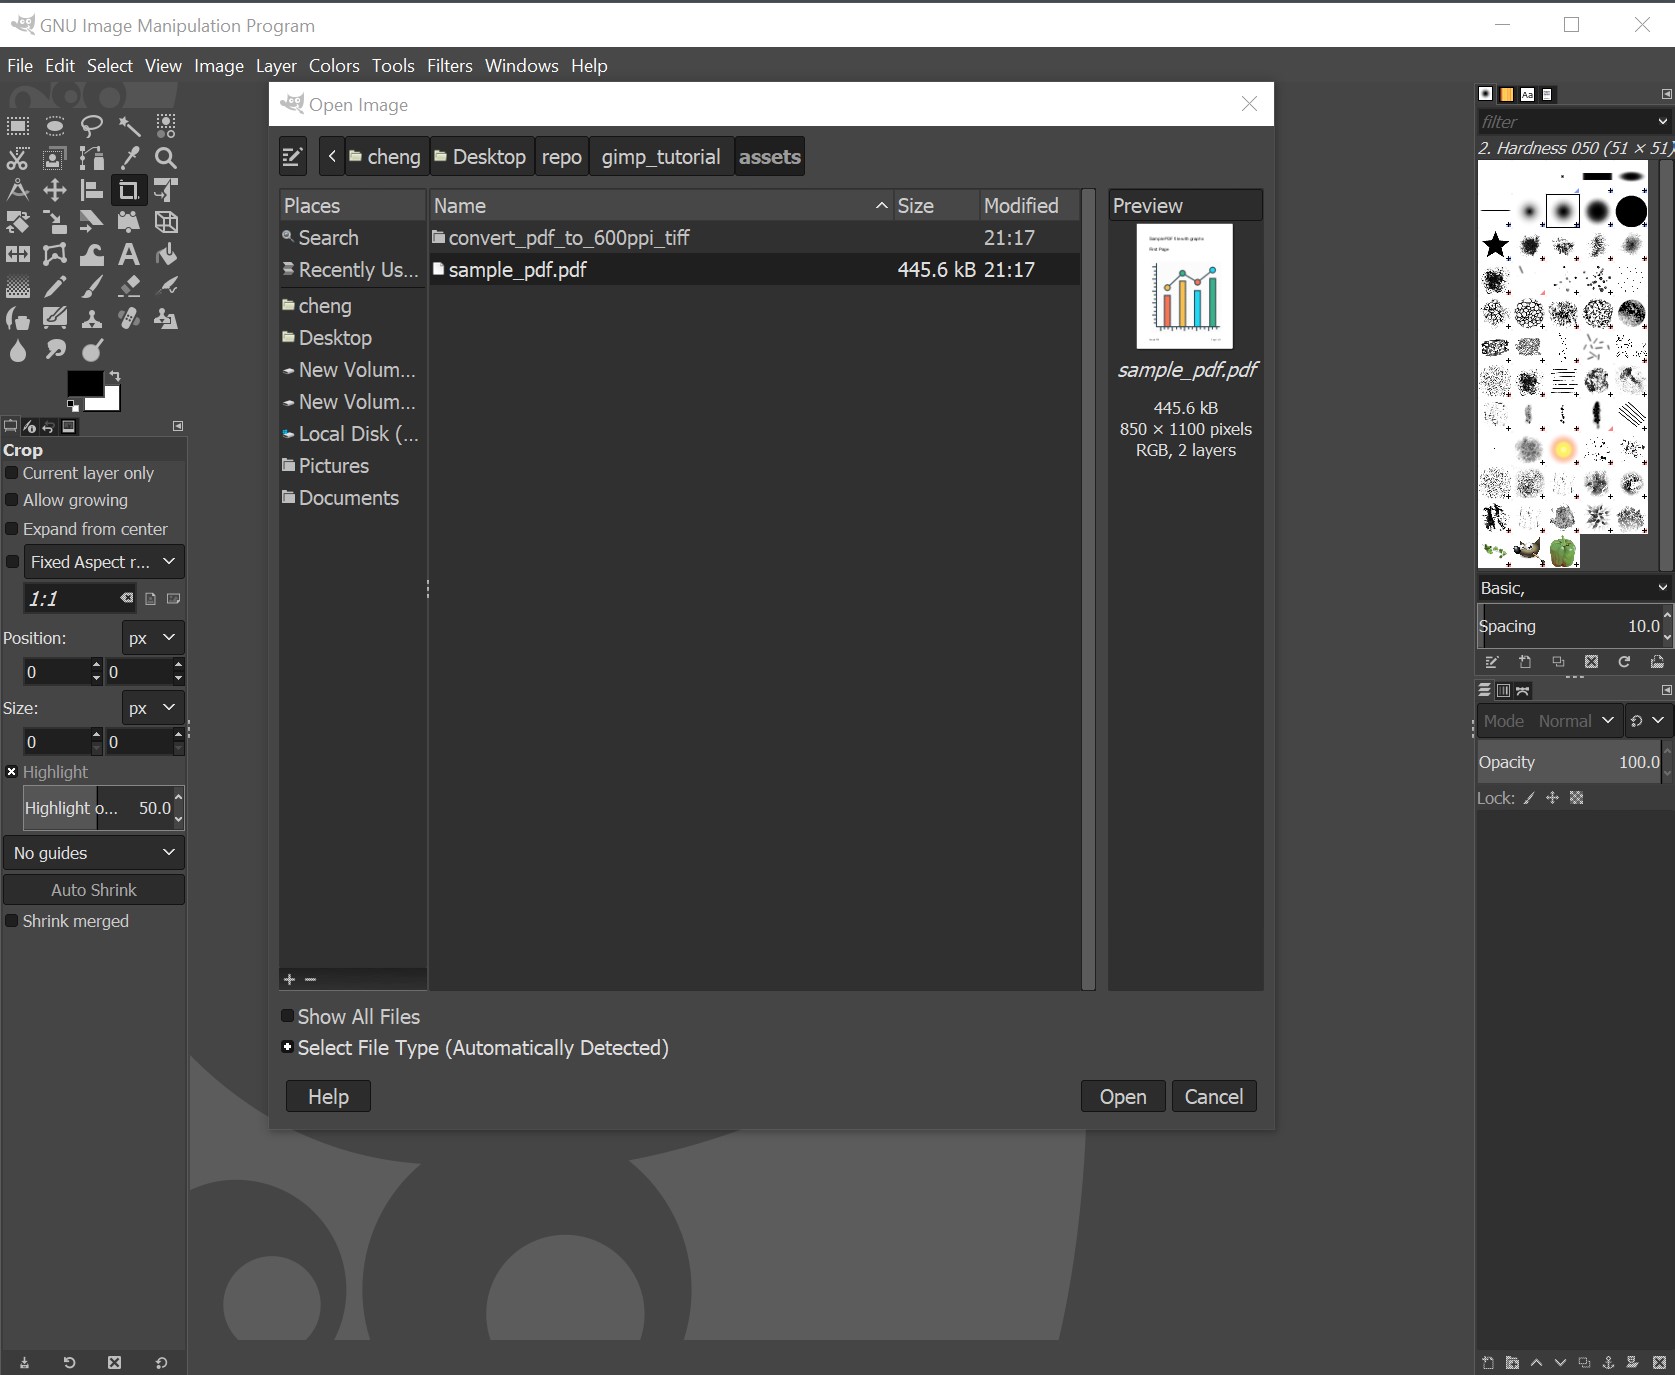 GNU Image Manipulation Program
File Edit Select View Image Layer Colors Tools Filters Windows Help
Open Image
cheng Desktop repo gimp_tutorial assets
Places
Search
Recently Us...
cheng
Desktop
New Volum...
New Volum...
Local Disk (...
Pictures
Documents
Name Size Modified
convert_pdf_to_600ppi_tiff 21:17
sample_pdf.pdf 445.6 kB 21:17
Preview
sample_pdf.pdf
445.6 kB
850 × 1100 pixels
RGB, 2 layers
Show All Files
Select File Type (Automatically Detected)
Help Open Cancel
Crop
Current layer only
Allow growing
Expand from center
Fixed Aspect r...
1:1
Position: px
0 0
Size: px
0 0
Highlight
Highlight o... 50.0
No guides
Auto Shrink
Shrink merged
Aa
filter
2. Hardness 050 (51 × 51)
Basic,
Spacing 10.0
Mode Normal
Opacity 100.0
Lock: